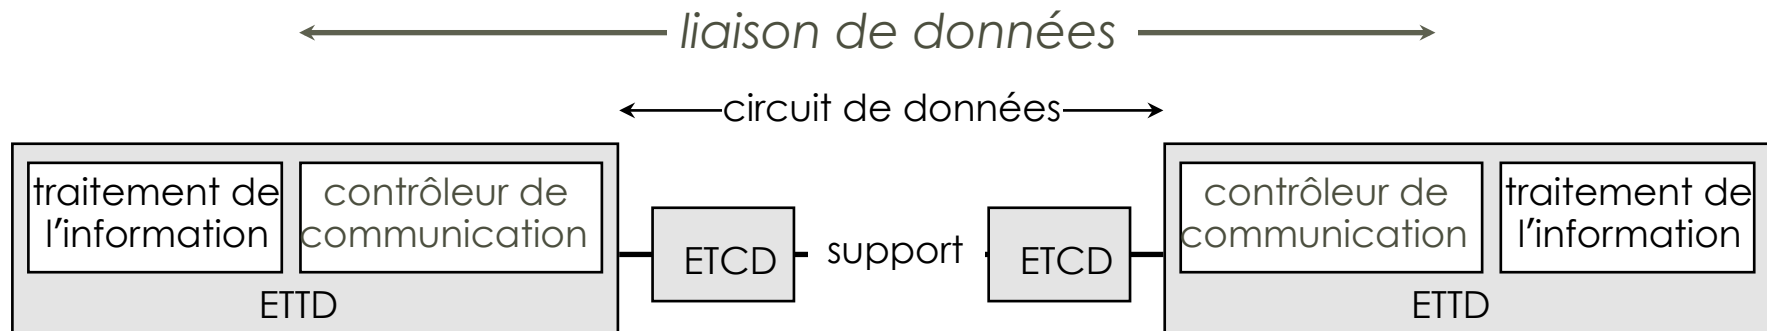 liaison de données
circuit de données
traitement de
l'information
contrôleur de
communication
ETTD
ETCD
support
ETCD
contrôleur de
communication
traitement de
l'information
ETTD